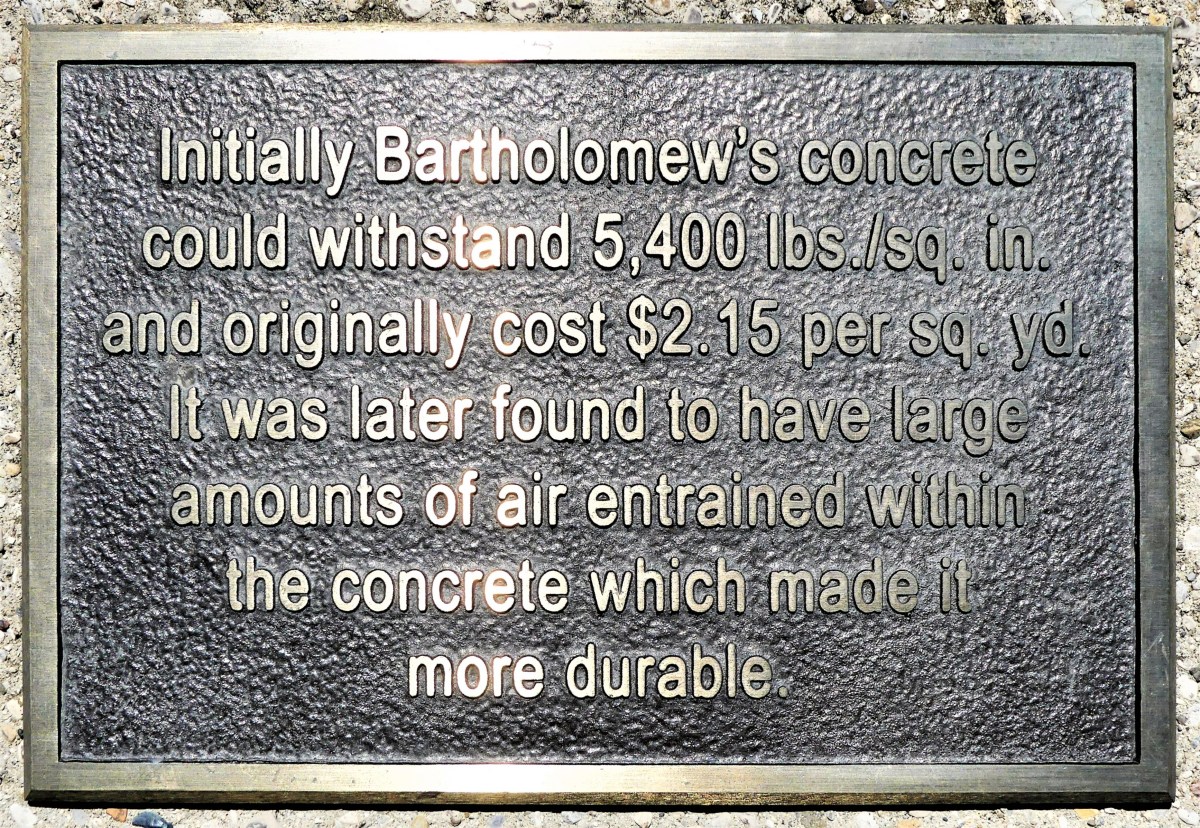 Initially Bartholomew's concrete
could withstand 5,400 lbs./sq. in.
and originally cost $2.15 per sq. yd.
It was later found to have large
amounts of air entrained within
the concrete which made it
more durable.